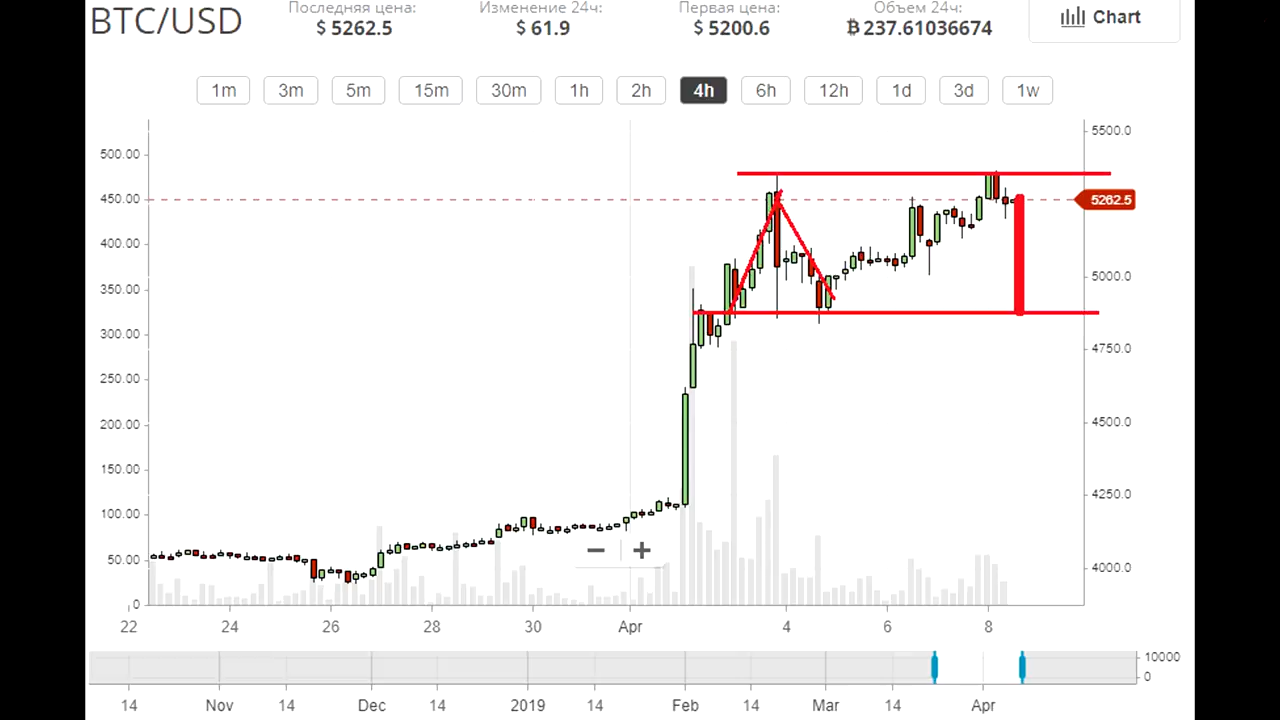 BTC/USD
Последняя цена: Изменение 24ч: Первая цена: Объем 24ч:
$ 5262.5 $ 61.9 $ 5200.6 ฿ 237.61036674
Chart
1m 3m 5m 15m 30m 1h 2h 4h 6h 12h 1d 3d 1w
5500.0
500.00
450.00 5262.5
400.00
5000.0
350.00
300.00
4750.0
250.00
200.00 4500.0
150.00
4250.0
100.00
50.00 4000.0
0
22 24 26 28 30 Apr 4 6 8
10000
0
14 Nov 14 Dec 14 2019 14 Feb 14 Mar 14 Apr